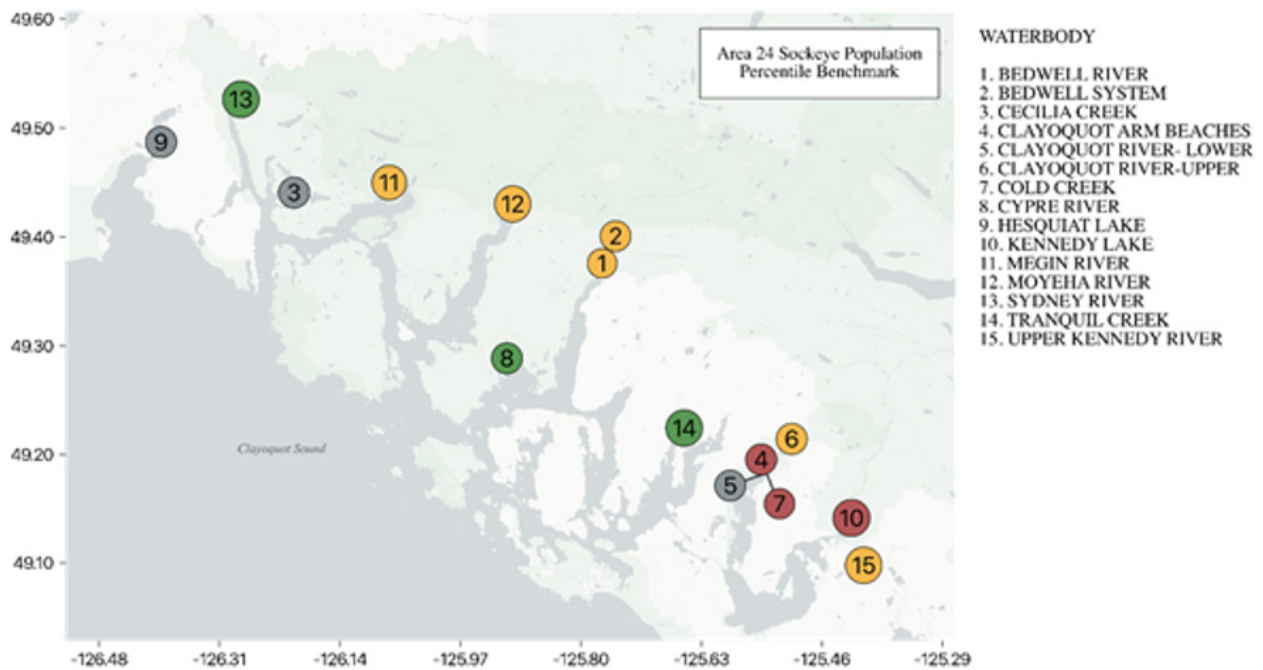 49.60
49.50
49.40
49.30
49.20
49.10
-126.48
-126.31
-126.14
-125.97
-125.80
-125.63
-125.46
-125.29
Area 24 Sockeye Population
Percentile Benchmark
13
9
3
11
12
2
1
8
14
6
4
5
7
10
15
Clayoquot Sound
WATERBODY
1. BEDWELL RIVER
2. BEDWELL SYSTEM
3. CECILIA CREEK
4. CLAYOQUOT ARM BEACHES
5. CLAYOQUOT RIVER- LOWER
6. CLAYOQUOT RIVER-UPPER
7. COLD CREEK
8. CYPRE RIVER
9. HESQUIAT LAKE
10. KENNEDY LAKE
11. MEGIN RIVER
12. MOYEHA RIVER
13. SYDNEY RIVER
14. TRANQUIL CREEK
15. UPPER KENNEDY RIVER